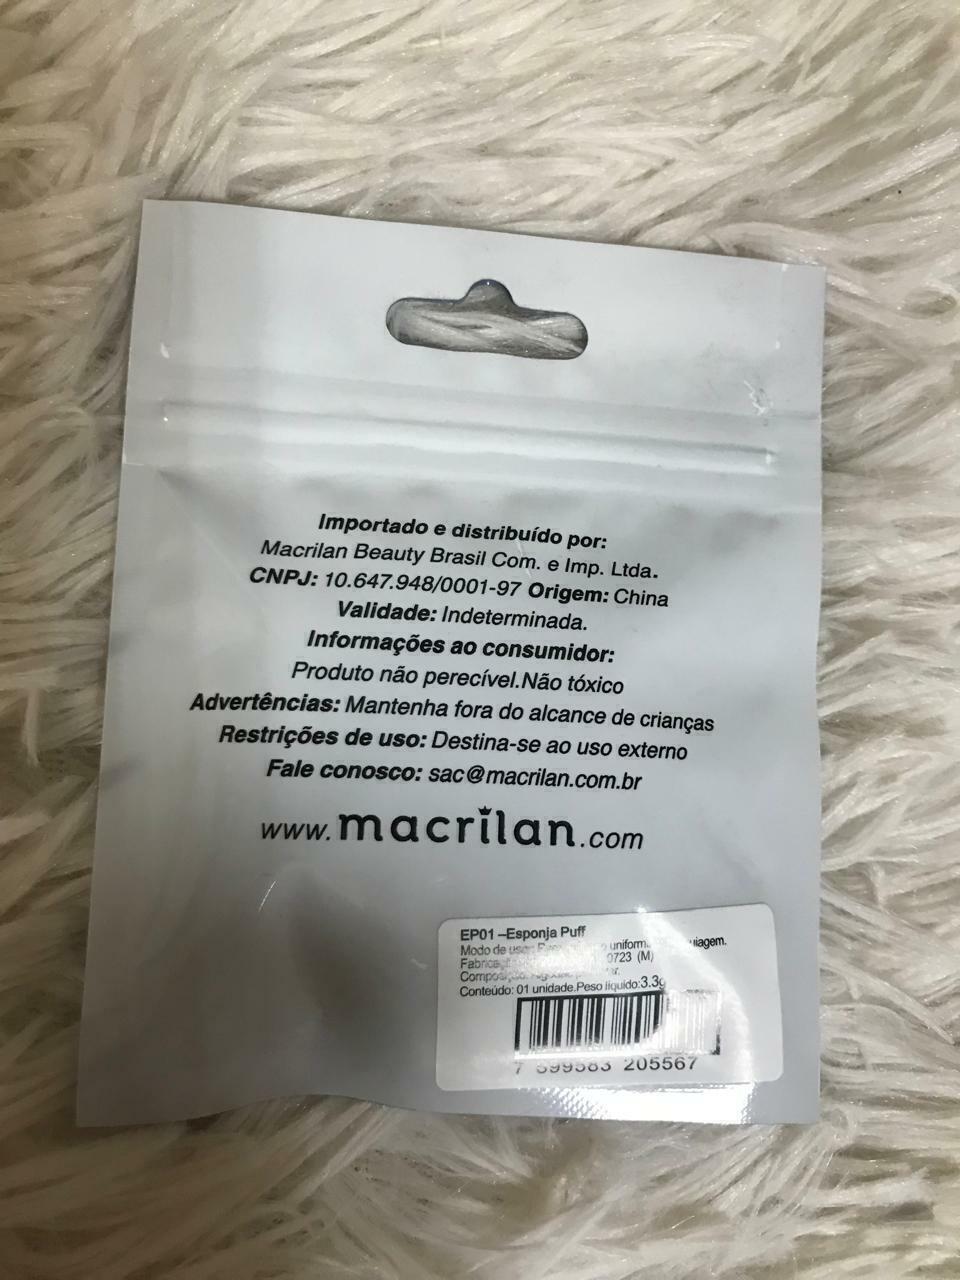 Importado e distribuído por:
Macrilan Beauty Brasil Com. e Imp. Ltda.
CNPJ: 10.647.948/0001-97 Origem: China
Validade: Indeterminada.
Informações ao consumidor:
Produto não perecível.Não tóxico
Advertências: Mantenha fora do alcance de crianças
Restrições de uso: Destina-se ao uso externo
Fale conosco: sac@macrilan.com.br
www.macrilan.com
EP01 –Esponja Puff
Modo de uso:
0723 (M)
Conteúdo: 01 unidade.Peso líquido:3.3g
7 599583 205567